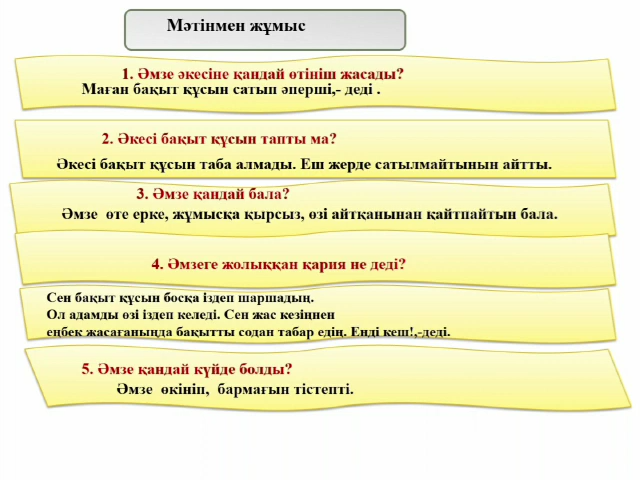 Мәтінмен жұмыс
1. Әмзе әкесіне қандай өтініш жасады?
Маған бақыт құсын сатып әперші,- деді .
2. Әкесі бақыт құсын тапты ма?
Әкесі бақыт құсын таба алмады. Еш жерде сатылмайтынын айтты.
3. Әмзе қандай бала?
Әмзе өте ерке, жұмысқа қырсыз, өзі айтқанынан қайтпайтын бала.
4. Әмзеге жолыққан қария не деді?
Сен бақыт құсын босқа іздеп шаршадың.
Ол адамды өзі іздеп келеді. Сен жас кезіңнен
еңбек жасағаныңда бақытты содан табар едің. Енді кеш!,-деді.
5. Әмзе қандай күйде болды?
Әмзе өкініп, бармағын тістепті.